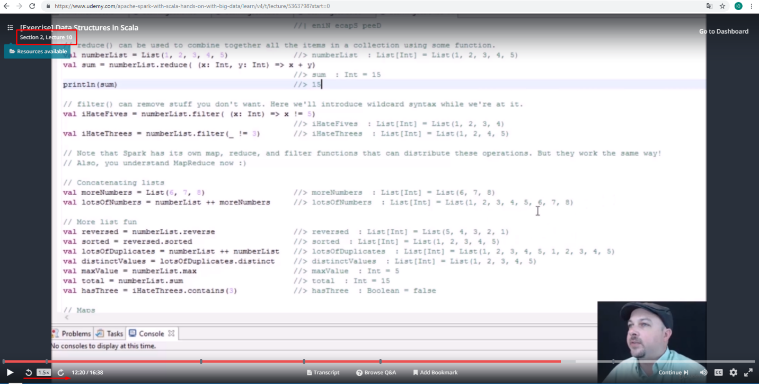 https://www.udemy.com/apache-spark-with-scala-hands-on-with-big-data/learn/v4/t/lecture/5363798?start=0
[Exercise] Data Structures in Scala
Go to Dashboard
Section 2, Lecture 10
Resources available
//| eniN ecapS peeD
reduce() can be used to combine together all the items in a collection using some function.
val numberList = List(1, 2, 3, 4, 5) //> numberList : List[Int] = List(1, 2, 3, 4, 5)
val sum = numberList.reduce( (x: Int, y: Int) => x + y)
//> sum : Int = 15
println(sum) //> 15
// filter() can remove stuff you don't want. Here we'll introduce wildcard syntax while we're at it.
val iHateFives = numberList.filter( (x: Int) => x != 5)
//> iHateFives : List[Int] = List(1, 2, 3, 4)
val iHateThrees = numberList.filter(_ != 3) //> iHateThrees : List[Int] = List(1, 2, 4, 5)
// Note that Spark has its own map, reduce, and filter functions that can distribute these operations. But they work the same way!
// Also, you understand MapReduce now :)
// Concatenating lists
val moreNumbers = List(6, 7, 8) //> moreNumbers : List[Int] = List(6, 7, 8)
val lotsOfNumbers = numberList ++ moreNumbers //> lotsOfNumbers : List[Int] = List(1, 2, 3, 4, 5, 6, 7, 8)
// More list fun
val reversed = numberList.reverse //> reversed : List[Int] = List(5, 4, 3, 2, 1)
val sorted = reversed.sorted //> sorted : List[Int] = List(1, 2, 3, 4, 5)
val lotsOfDuplicates = numberList ++ numberList //> lotsOfDuplicates : List[Int] = List(1, 2, 3, 4, 5, 1, 2, 3, 4, 5)
val distinctValues = lotsOfDuplicates.distinct //> distinctValues : List[Int] = List(1, 2, 3, 4, 5)
val maxValue = numberList.max //> maxValue : Int = 5
val total = numberList.sum //> total : Int = 15
val hasThree = iHateThrees.contains(3) //> hasThree : Boolean = false
// Maps
Problems Tasks Console
No consoles to display at this time.
1.5x 12:20 / 16:38 Transcript Browse Q&A Add Bookmark Continue